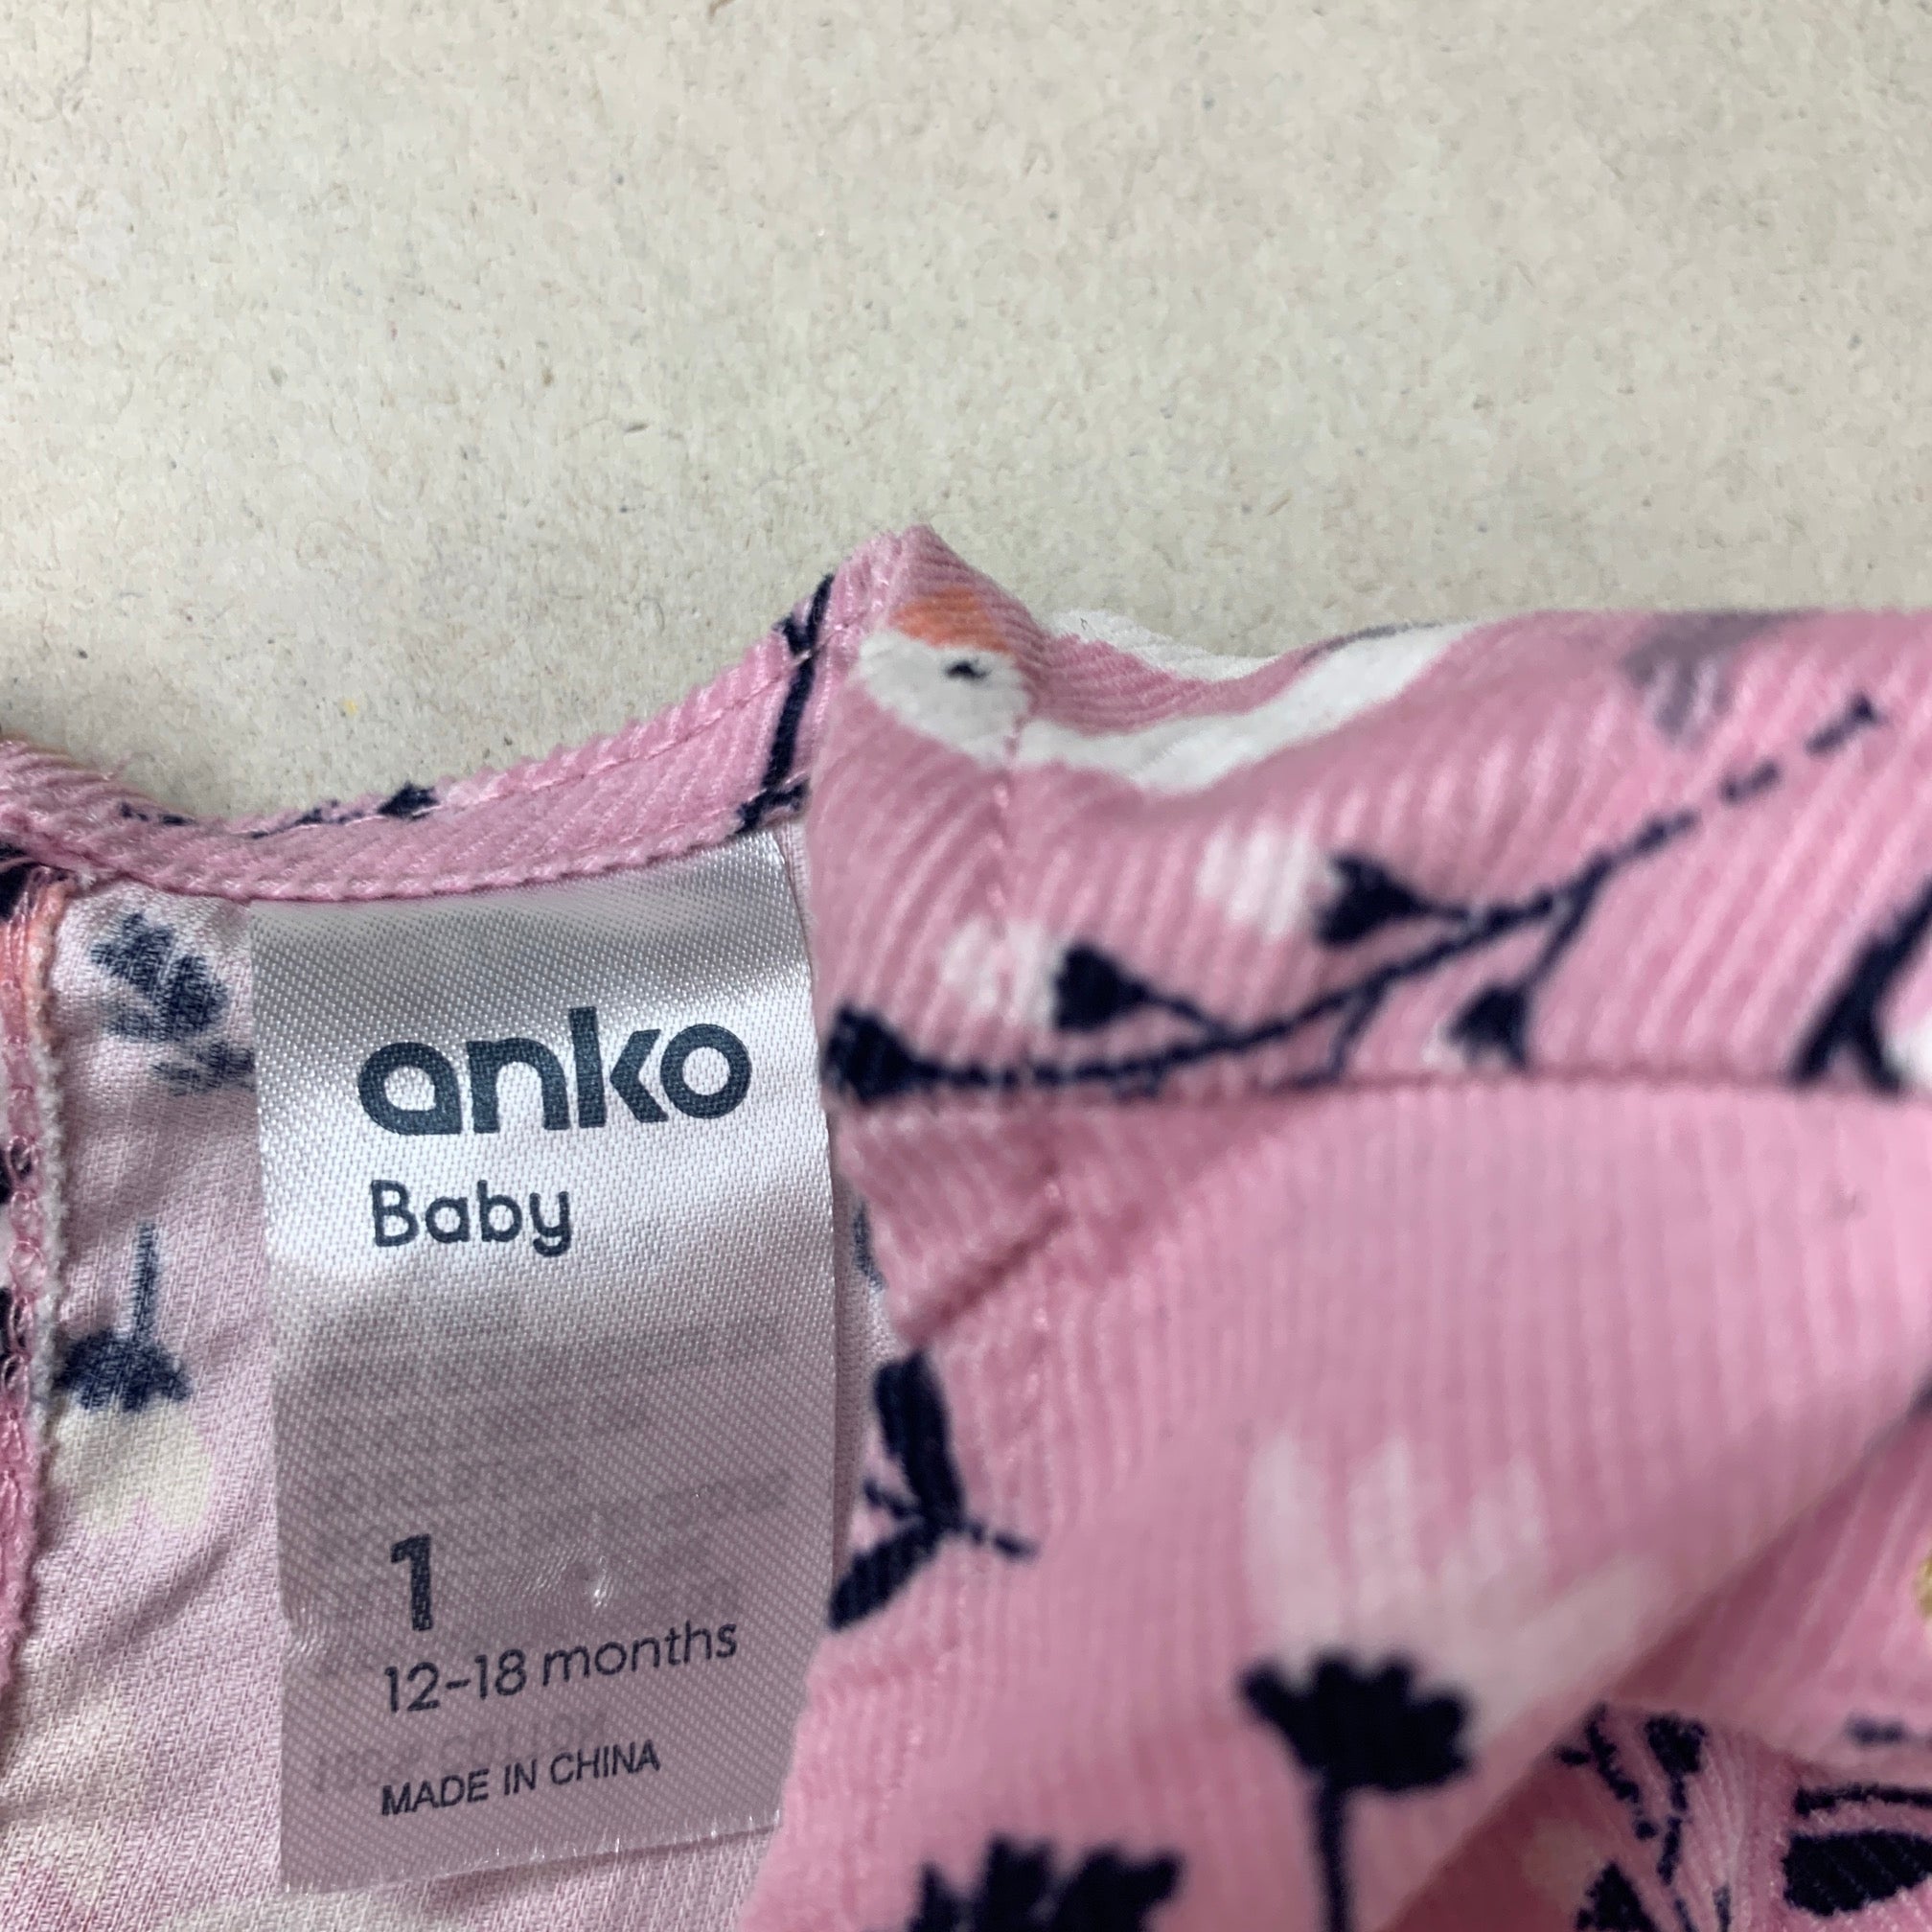 anko
Baby
1
12-18 months
MADE IN CHINA